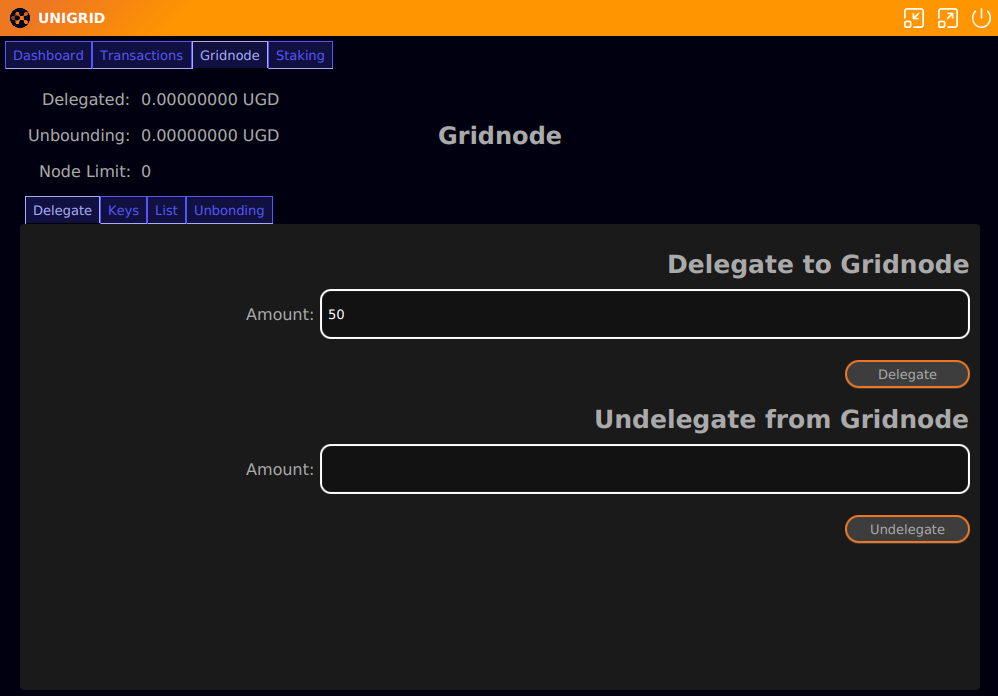 UNIGRID
Dashboard Transactions Gridnode Staking
Delegated: 0.00000000 UGD
Unbounding: 0.00000000 UGD
Gridnode
Node Limit: 0
Delegate Keys List Unbonding
Delegate to Gridnode
Amount: 50
Delegate
Undelegate from Gridnode
Amount:
Undelegate